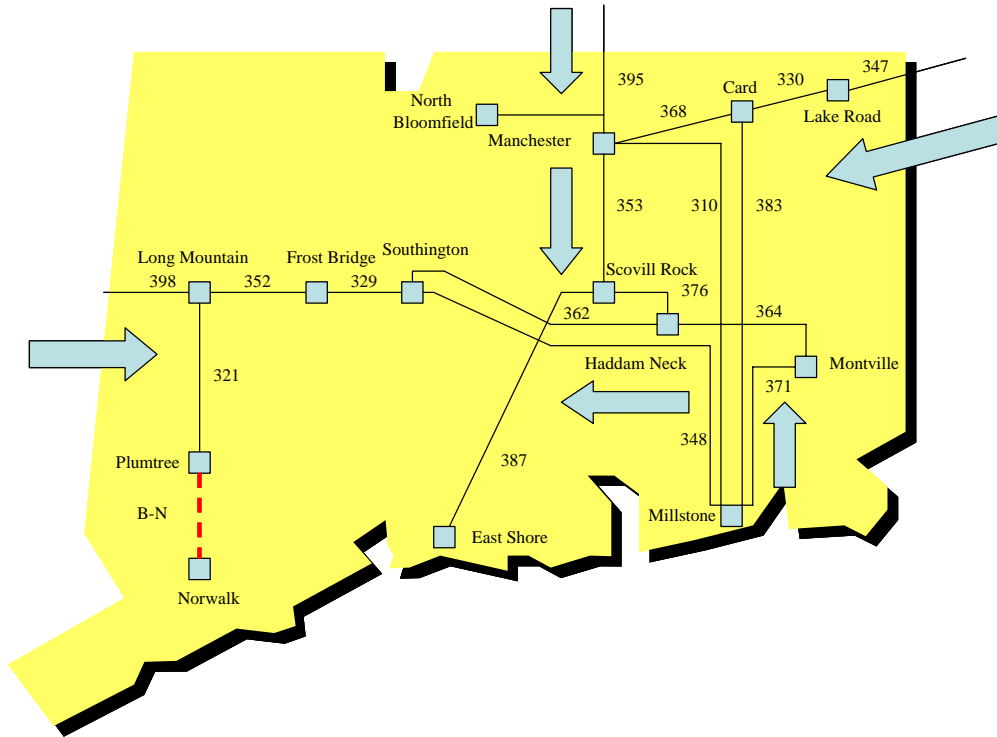 395
330
347
North
Bloomfield
Card
368
Lake Road
Manchester
353
310
383
Long Mountain
Frost Bridge
Southington
Scovill Rock
398
352
329
376
362
364
321
Haddam Neck
Montville
371
348
Plumtree
387
B-N
Millstone
East Shore
Norwalk